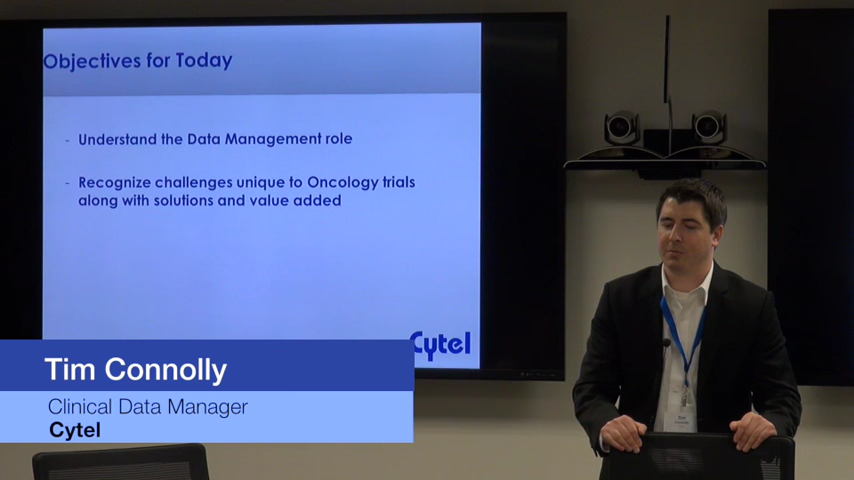 Objectives for Today
- Understand the Data Management role
- Recognize challenges unique to Oncology trials
along with solutions and value added
Cytel
Tim Connolly
Clinical Data Manager
Cytel